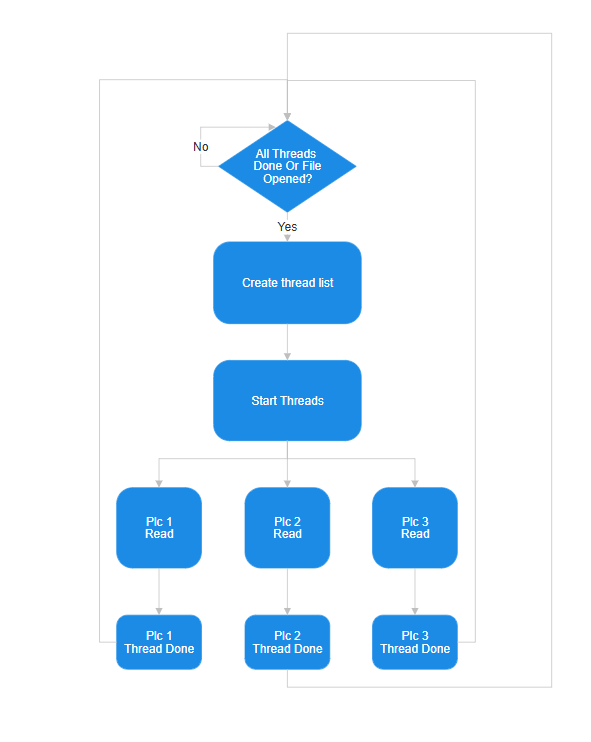 No
All Threads
Done Or File
Opened?
Yes
Create thread list
Start Threads
Plc 1
Read
Plc 2
Read
Plc 3
Read
Plc 1
Thread Done
Plc 2
Thread Done
Plc 3
Thread Done